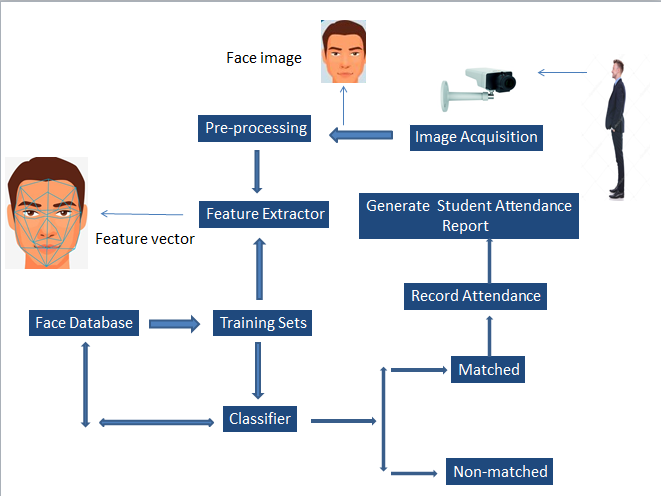 Face image
Pre-processing
Image Acquisition
Feature Extractor
Generate Student Attendance
Report
Feature vector
Record Attendance
Face Database
Training Sets
Matched
Classifier
Non-matched